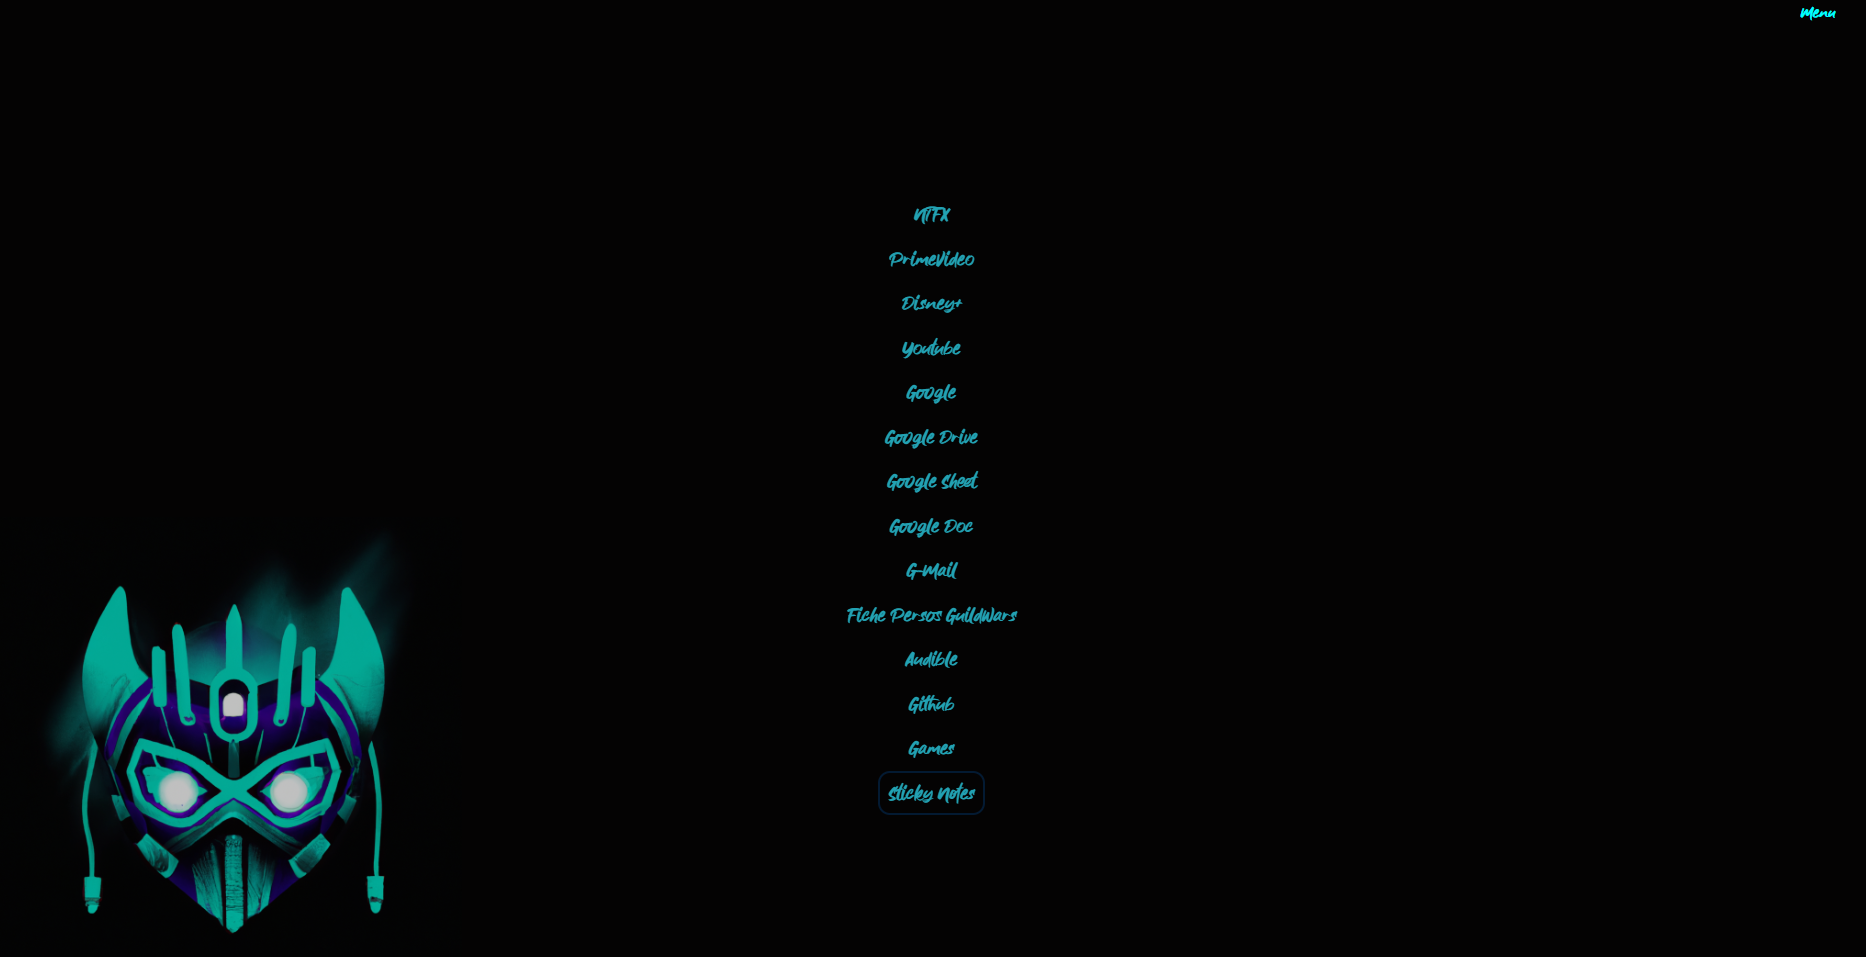 Menu
NTFX
PrimeVideo
Disney+
Youtube
Google
Google Drive
Google Sheet
Google Doc
G-Mail
Fiche Persos GuildWars
Audible
Github
Games
Sticky Notes